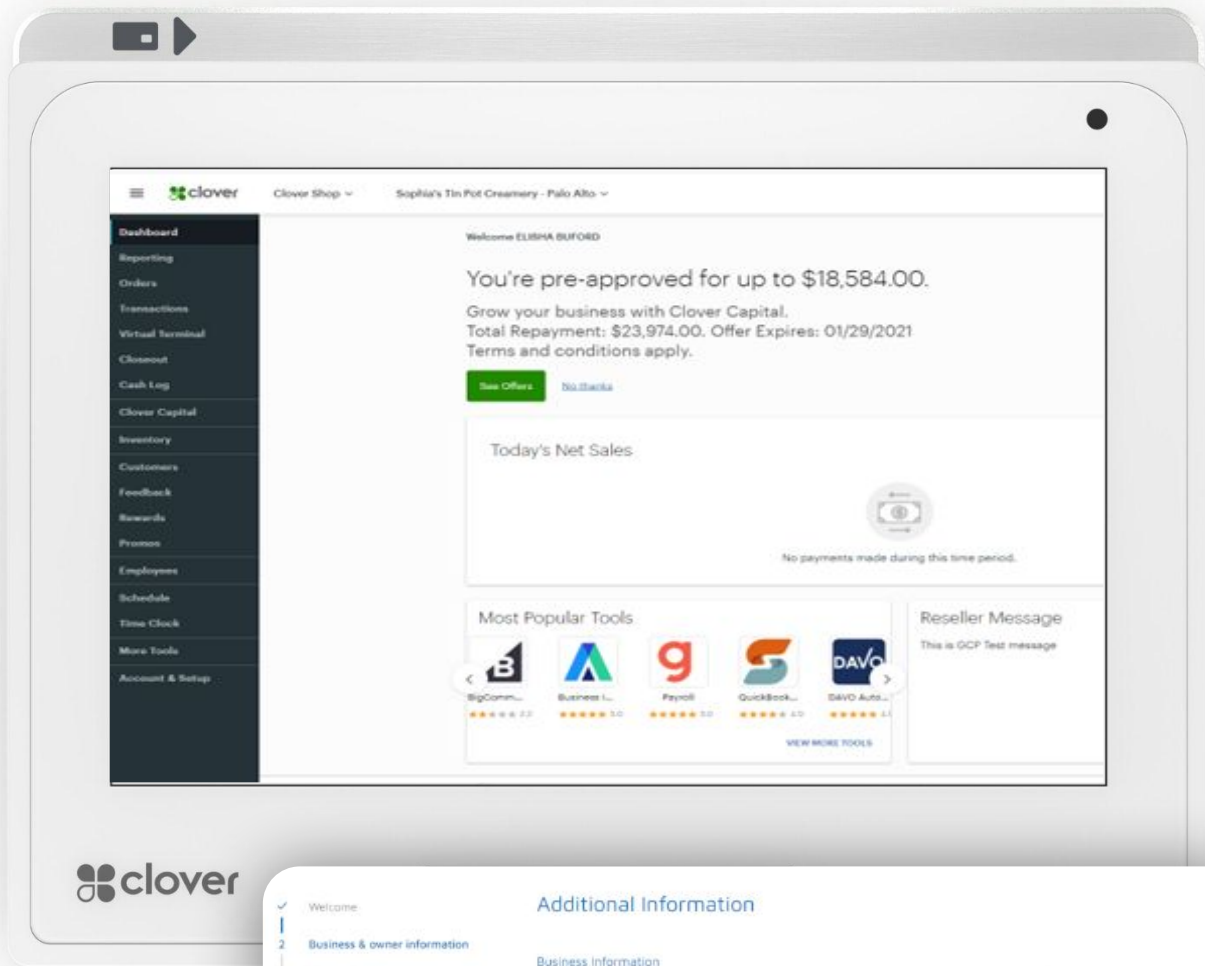 clover
Clover Shop
Sophia's Tin Pot Creamery - Palo Alto
Dashboard
Reporting
Orders
Transactions
Virtual Terminal
Closeout
Cash Log
Clover Capital
Inventory
Customers
Feedback
Rewards
Promos
Employees
Schedule
Time Clock
More Tools
Account & Setup
Welcome ELISHA BUFORD
You're pre-approved for up to $18,584.00.
Grow your business with Clover Capital.
Total Repayment: $23,974.00. Offer Expires: 01/29/2021
Terms and conditions apply.
See Offers No thanks
Today's Net Sales
No payments made during this time period.
Most Popular Tools
BigComm... Business I... Payroll QuickBook... DAVO Auto...
DAVO
VIEW MORE TOOLS
Reseller Message
This is GCP Test message
clover
Welcome
2 Business & owner information
Additional Information
Business Information